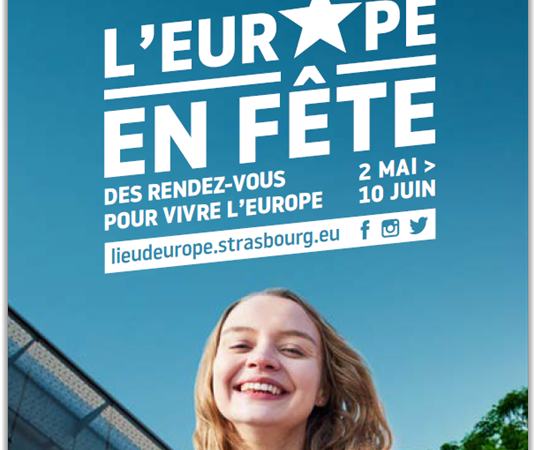 L'EUR★PE
EN FÊTE
DES RENDEZ-VOUS
POUR VIVRE L'EUROPE
2 MAI >
10 JUIN
lieudeurope.strasbourg.eu